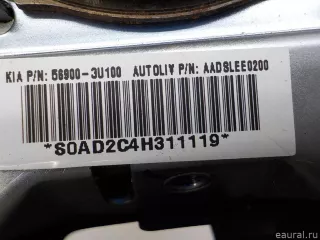 KIA P/N: 56900-3U100 AUTOLIV P/N: AADSLEE0200
*S0AD2C4H311119*
eaural.ru/m/